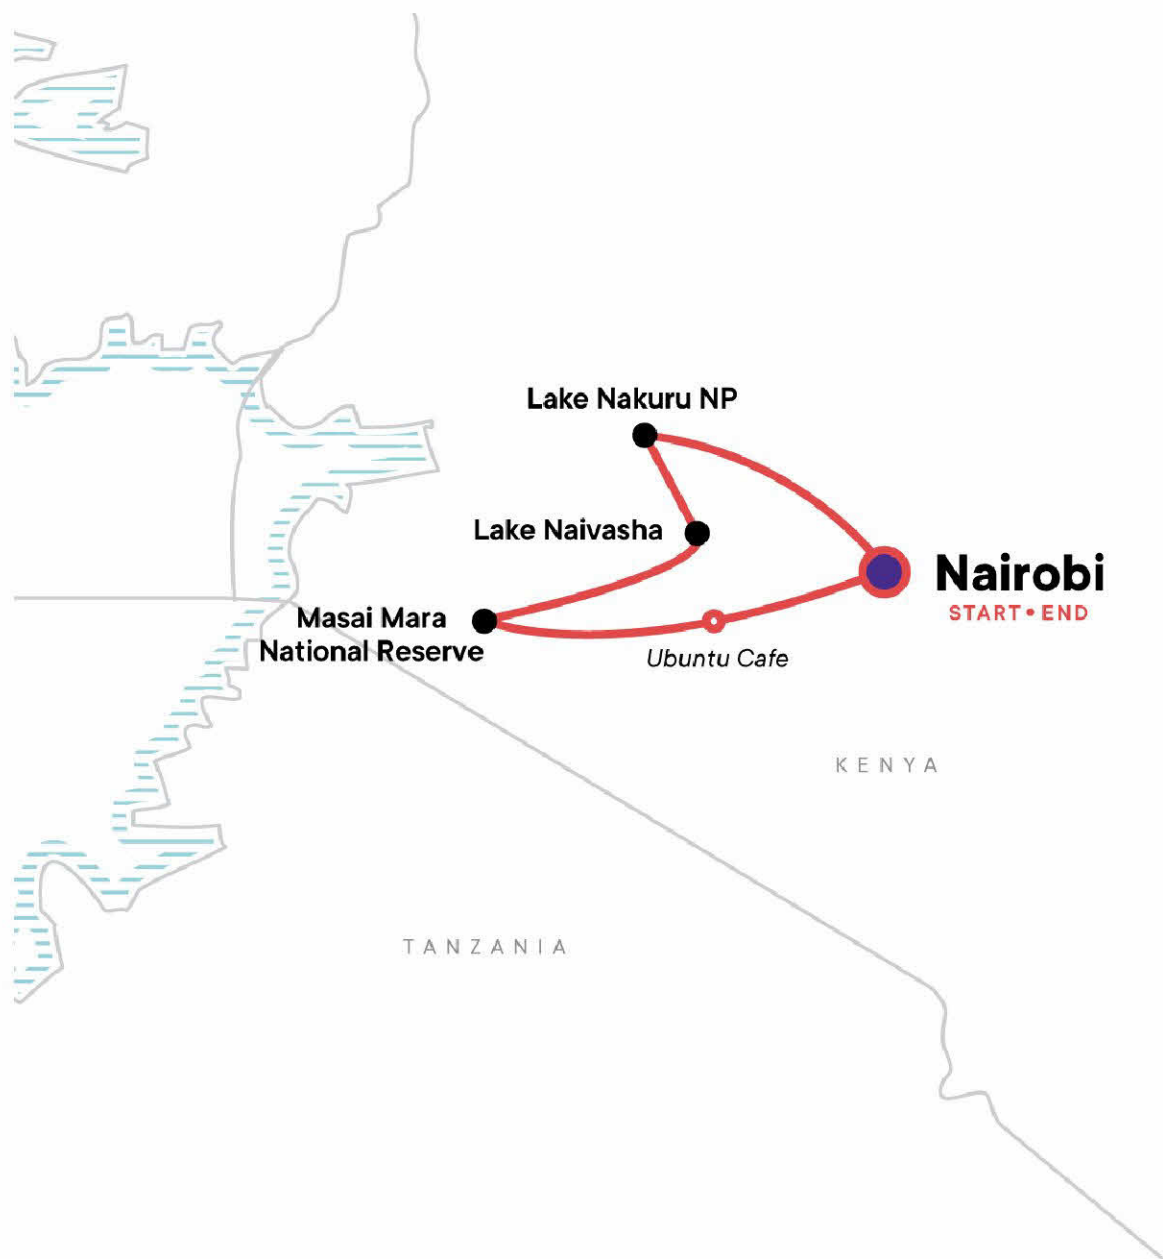 Lake Nakuru NP
Lake Naivasha
Nairobi
START•END
Masai Mara
National Reserve
Ubuntu Cafe
KENYA
TANZANIA